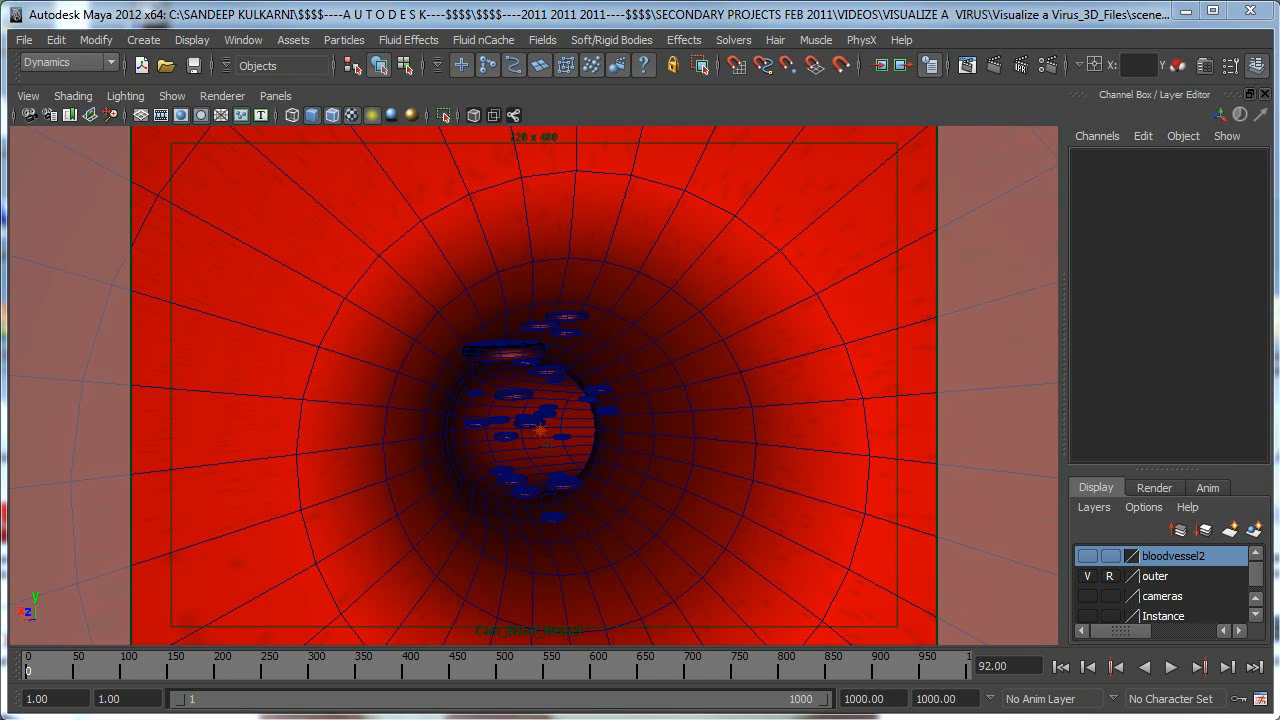 Autodesk Maya 2012 x64: C:\SANDEEP KULKARNI\$$$$----A U T O D E S K----$$$$\$$$$----2011 2011 2011----$$$$\SECONDARY PROJECTS FEB 2011\VIDEOS\VISUALIZE A VIRUS\Visualize a Virus_3D_Files\scene...
File Edit Modify Create Display Window Assets Particles Fluid Effects Fluid nCache Fields Soft/Rigid Bodies Effects Solvers Hair Muscle PhysX Help
Dynamics Objects X: Y
View Shading Lighting Show Renderer Panels
Channel Box / Layer Editor
Channels Edit Object Show
720 x 480
Display Render Anim
Layers Options Help
bloodvessel2
V R outer
cameras
Instance
y
x z
0 50 100 150 200 250 300 350 400 450 500 550 600 650 700 750 800 850 900 950 1
0
92.00
1.00 1.00 1 1000 1000.00 1000.00 No Anim Layer No Character Set